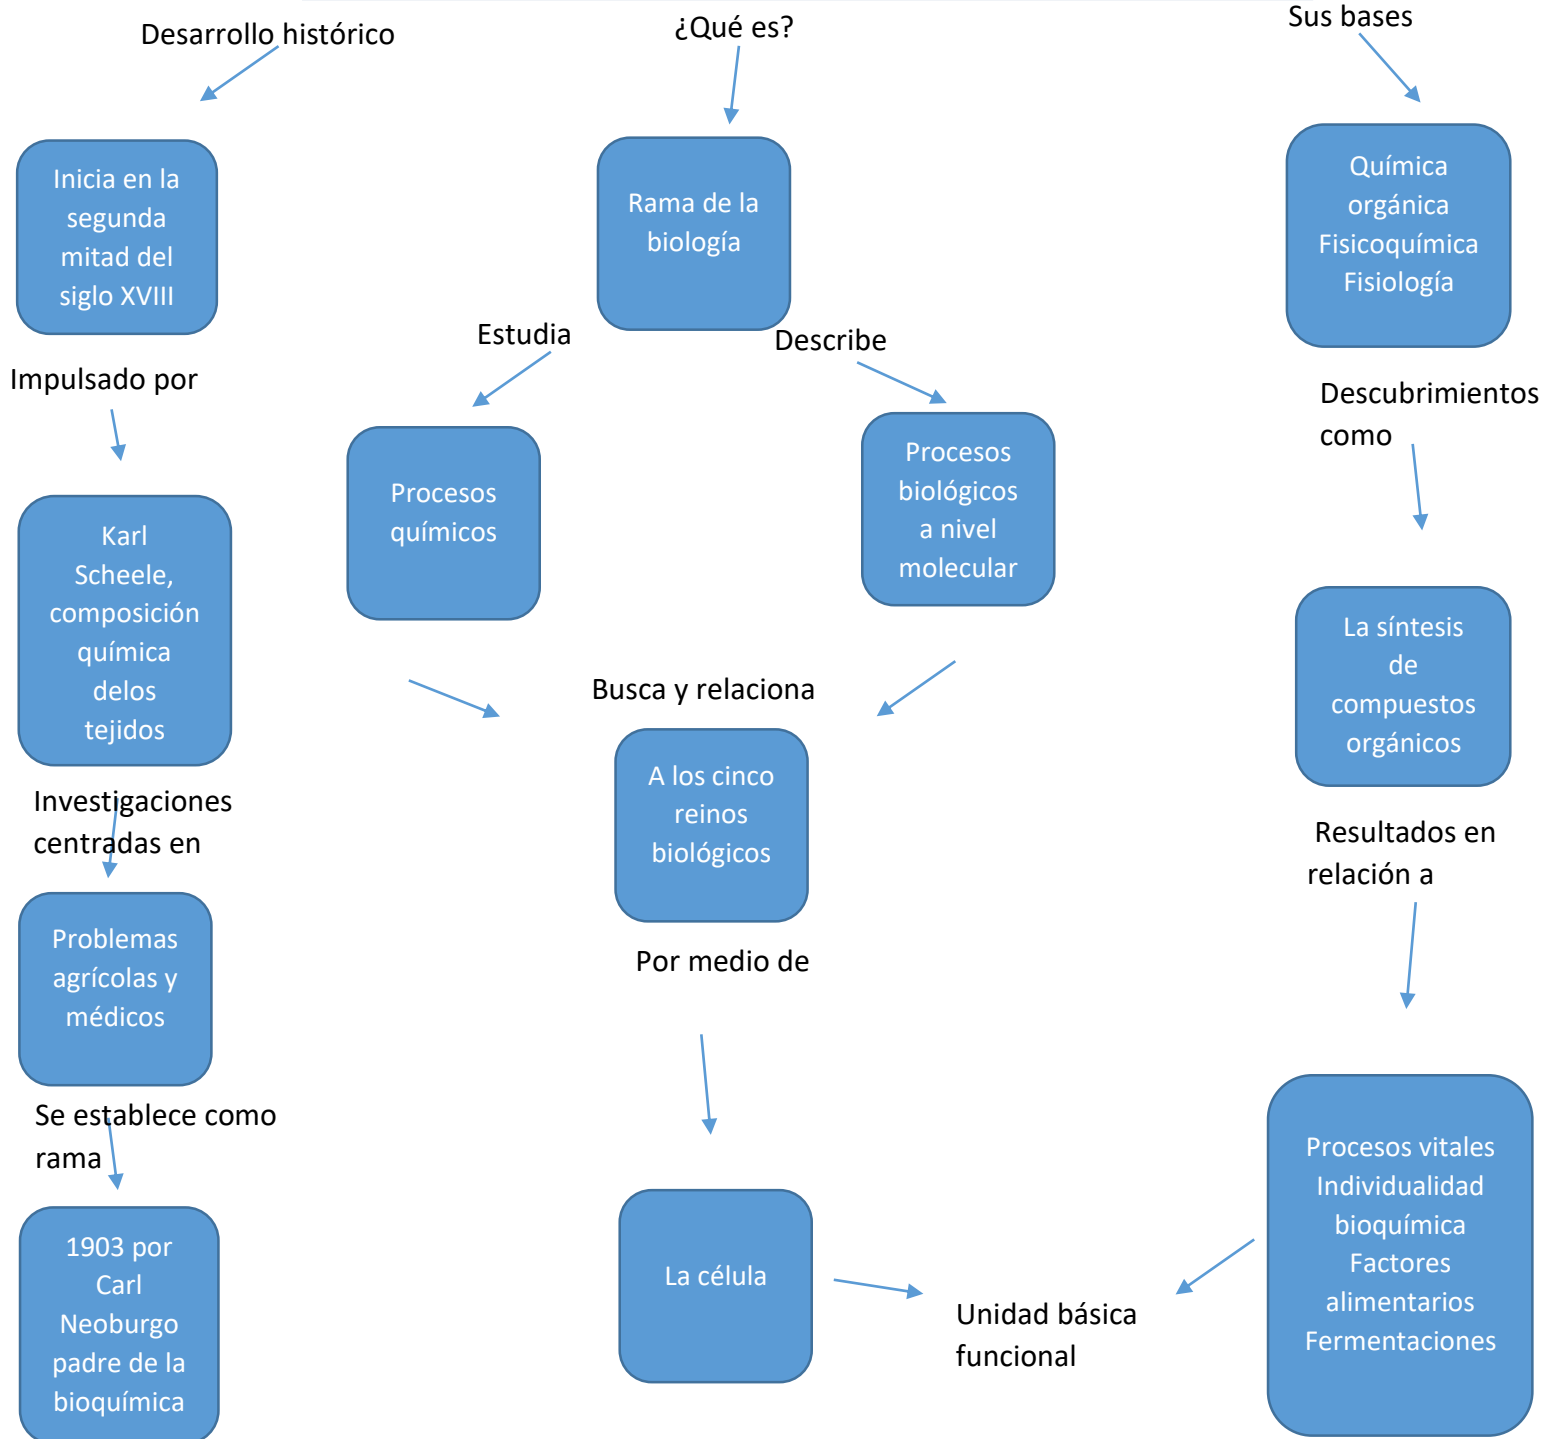 Desarrollo histórico
¿Qué es?
Sus bases
Inicia en la
segunda
mitad del
siglo XVIII
Rama de la
biología
Química
orgánica
Fisicoquímica
Fisiología
Impulsado por
Estudia
Describe
Descubrimientos
como
Karl
Scheele,
composición
química
delos
tejidos
Procesos
químicos
Procesos
biológicos
a nivel
molecular
La síntesis
de
compuestos
orgánicos
Busca y relaciona
Investigaciones
centradas en
A los cinco
reinos
biológicos
Resultados en
relación a
Problemas
agrícolas y
médicos
Por medio de
Se establece como
rama
La célula
Procesos vitales
Individualidad
bioquímica
Factores
alimentarios
Fermentaciones
1903 por
Carl
Neoburgo
padre de la
bioquímica
Unidad básica
funcional